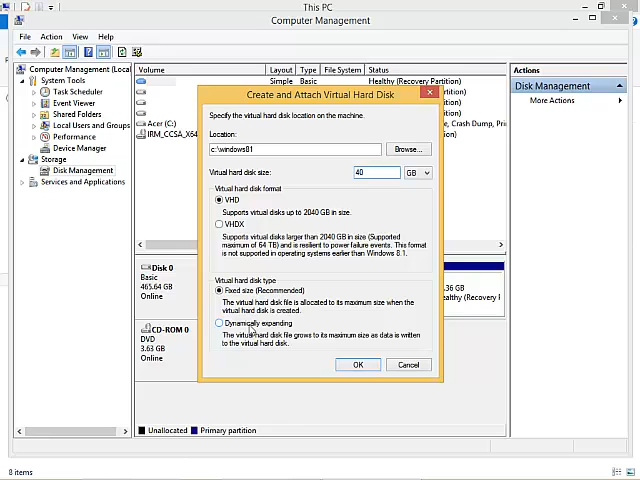 This PC
Computer Management
File Action View Help
Computer Management (Local
System Tools
Task Scheduler
Event Viewer
Shared Folders
Local Users and Groups
Performance
Device Manager
Storage
Disk Management
Services and Applications
Volume Layout Type File System Status
Simple Basic Healthy (Recovery Partition)
Acer (C:)
IRM_CCSA_X64
e, Crash Dump, Pr
Actions
Disk Management
More Actions
Create and Attach Virtual Hard Disk
Specify the virtual hard disk location on the machine.
Location:
c:\windows81 Browse...
Virtual hard disk size: 40 GB
Virtual hard disk format
VHD
Supports virtual disks up to 2040 GB in size.
VHDX
Supports virtual disks larger than 2040 GB in size (Supported
maximum of 64 TB) and is resilient to power failure events. This format
is not supported in operating systems earlier than Windows 8.1.
Virtual hard disk type
Fixed size (Recommended)
The virtual hard disk file is allocated to its maximum size when the
virtual hard disk is created.
Dynamically expanding
The virtual hard disk file grows to its maximum size as data is written
to the virtual hard disk.
OK Cancel
Disk 0
Basic
465.64 GB
Online
.36 GB
ealthy (Recovery I
CD-ROM 0
DVD
3.63 GB
Online
Unallocated Primary partition
8 items